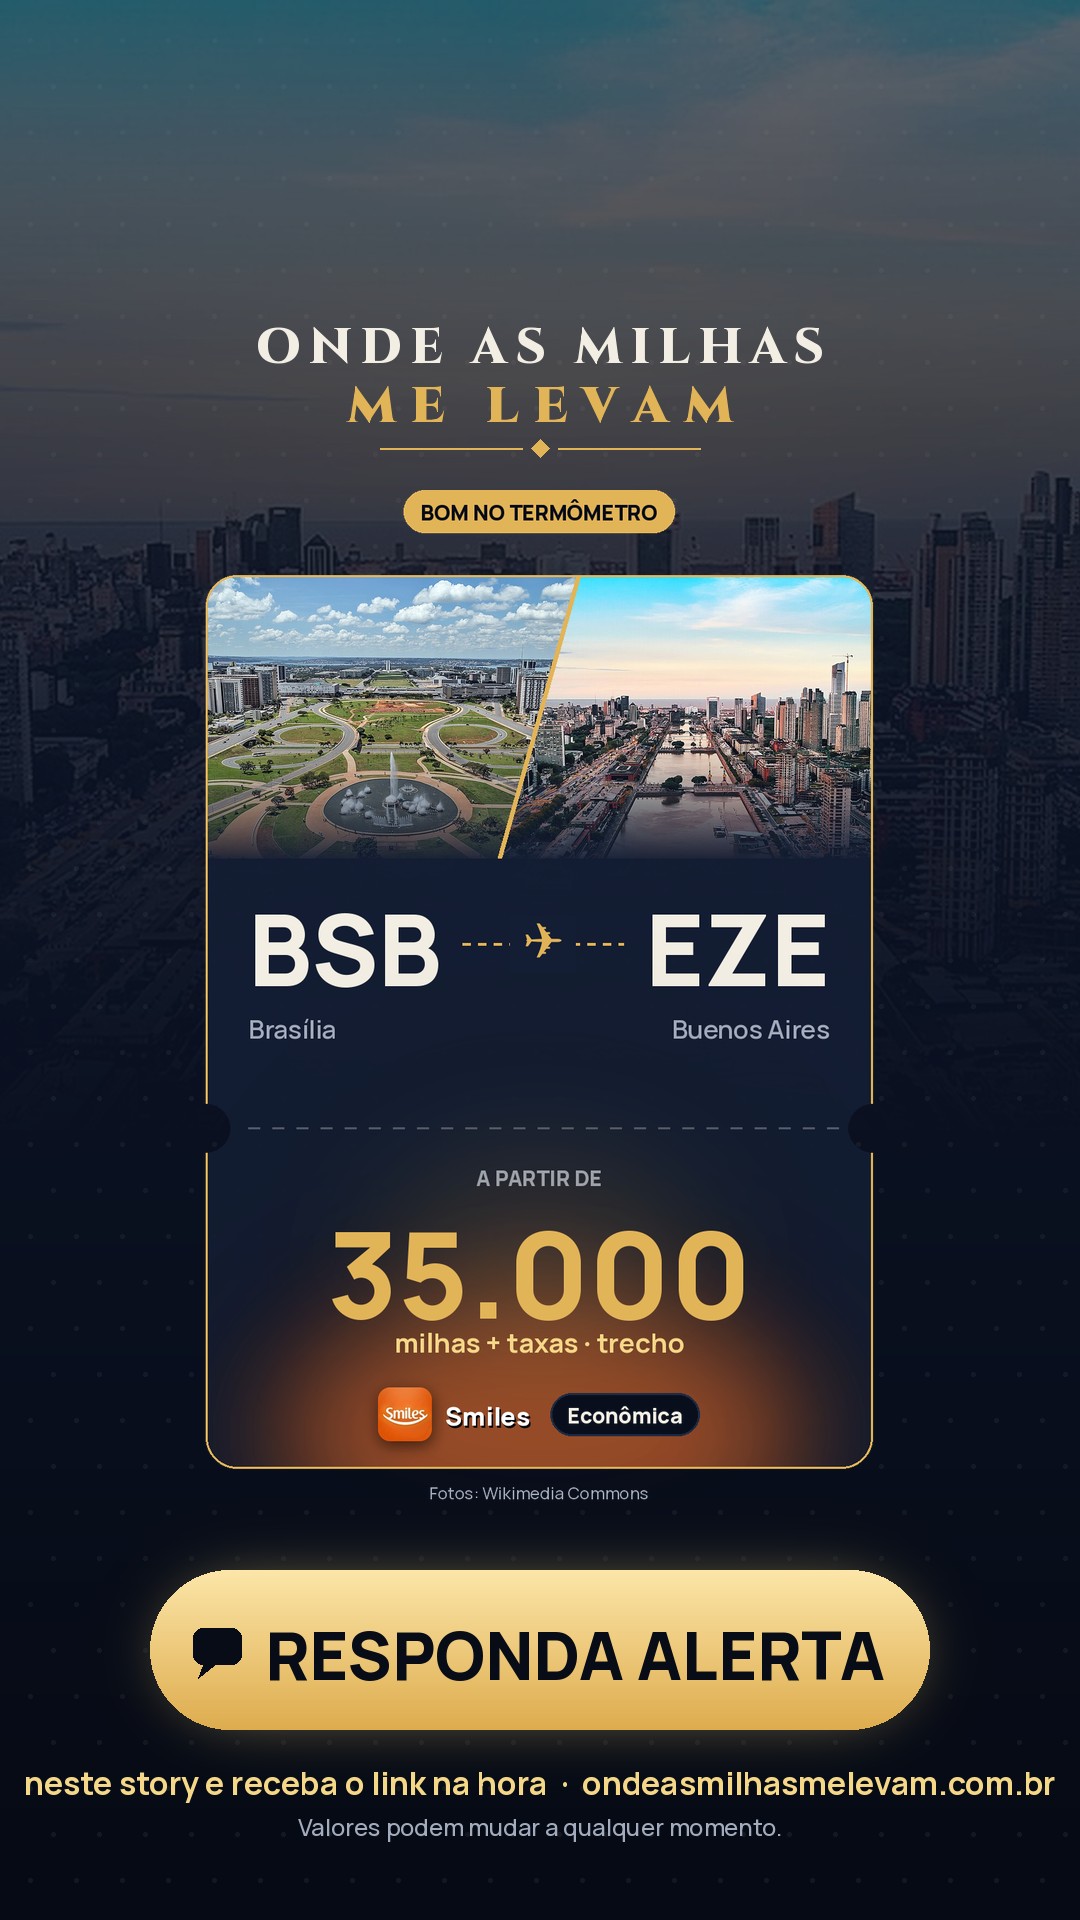 ONDE AS MILHAS
ME LEVAM
BOM NO TERMÔMETRO
BSB ✈ EZE
Brasília Buenos Aires
A PARTIR DE
35.000
milhas + taxas · trecho
Smiles Smiles Econômica
Fotos: Wikimedia Commons
RESPONDA ALERTA
neste story e receba o link na hora · ondeasmilhasmelevam.com.br
Valores podem mudar a qualquer momento.